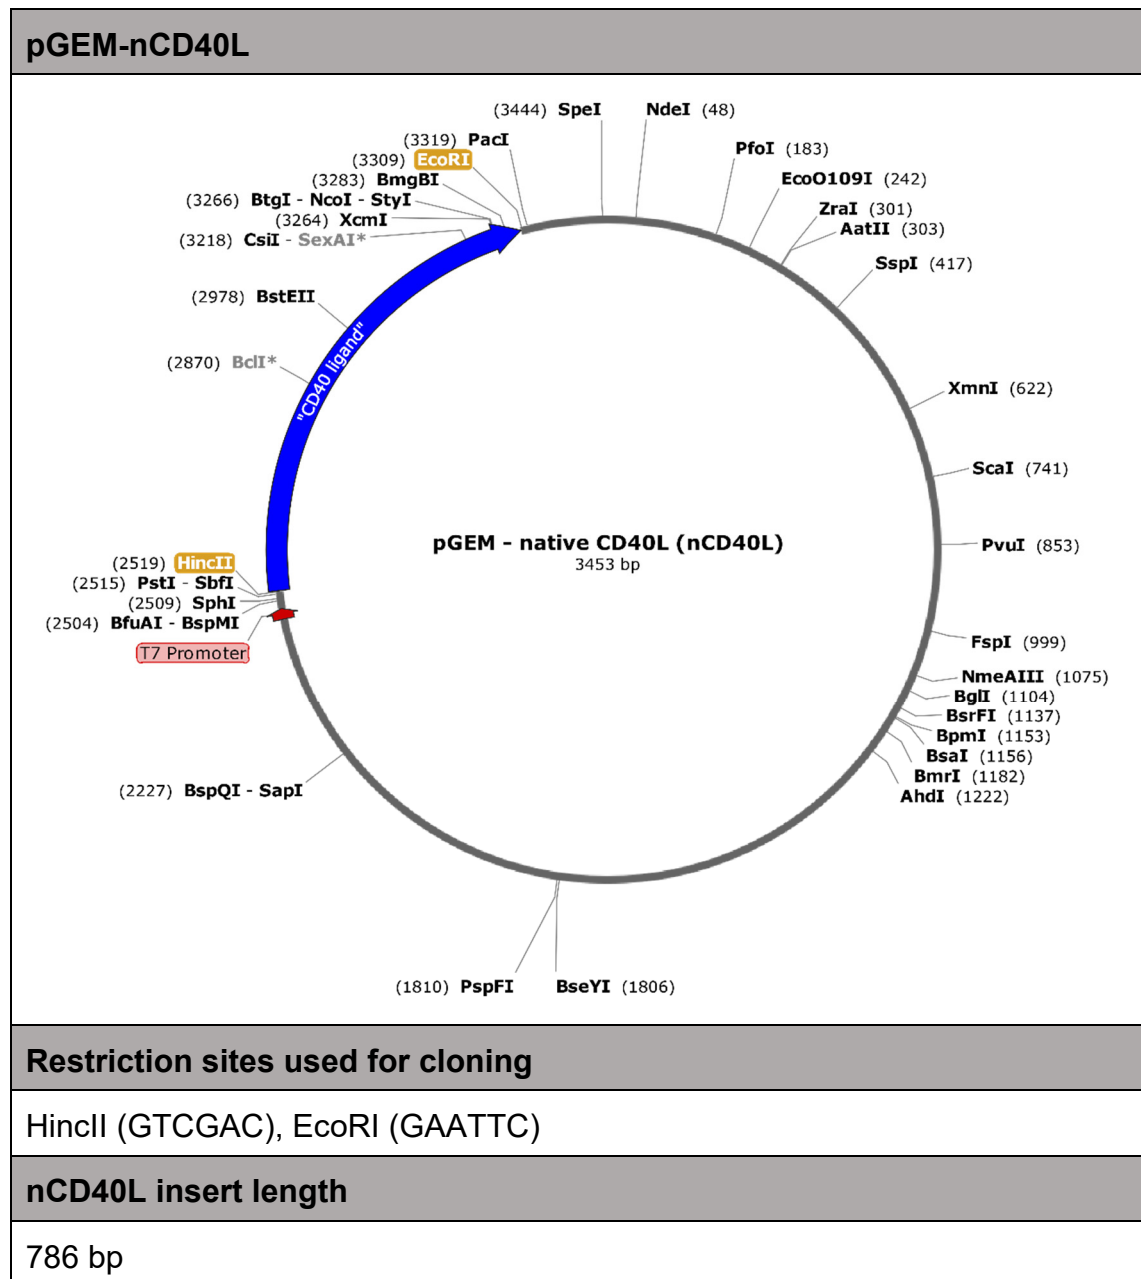 pGEM-nCD40L
(3444) SpeI
NdeI (48)
(3319) PacI
(3309) EcoRI
(3283) BmgBI
(3266) BtgI - NcoI - StyI
(3264) XcmI
(3218) CsiI - SexAI*
PfoI (183)
EcoO109I (242)
ZraI (301)
AatII (303)
SspI (417)
(2978) BstEII
(2870) BclI*
"CD40 ligand"
XmnI (622)
ScaI (741)
PvuI (853)
pGEM - native CD40L (nCD40L)
3453 bp
(2519) HincII
(2515) PstI - SbfI
(2509) SphI
(2504) BfuAI - BspMI
T7 Promoter
FspI (999)
NmeAIII (1075)
BglI (1104)
BsrFI (1137)
BpmI (1153)
BsaI (1156)
BmrI (1182)
AhdI (1222)
(2227) BspQI - SapI
(1810) PspFI
BseYI (1806)
Restriction sites used for cloning
HincII (GTCGAC), EcoRI (GAATTC)
nCD40L insert length
786 bp